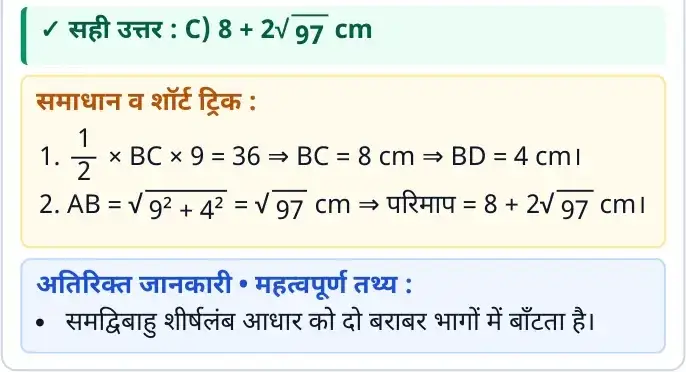 ✓ सही उत्तर : C) 8 + 2√97 cm
समाधान व शॉर्ट ट्रिक :
1. 1/2 × BC × 9 = 36 ⇒ BC = 8 cm ⇒ BD = 4 cm।
2. AB = √(9² + 4²) = √97 cm ⇒ परिमाप = 8 + 2√97 cm।
अतिरिक्त जानकारी • महत्वपूर्ण तथ्य :
• समद्विबाहु शीर्षलंब आधार को दो बराबर भागों में बाँटता है।